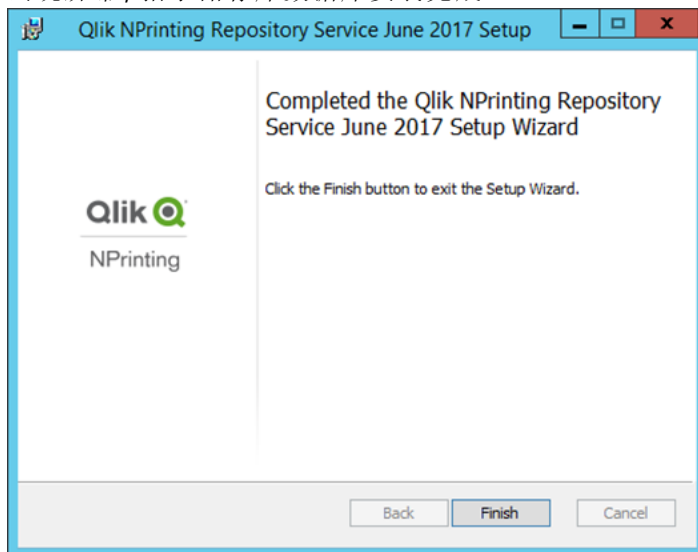 Qlik NPrinting Repository Service June 2017 Setup
Completed the Qlik NPrinting Repository
Service June 2017 Setup Wizard
Click the Finish button to exit the Setup Wizard.
Qlik
NPrinting
Back
Finish
Cancel